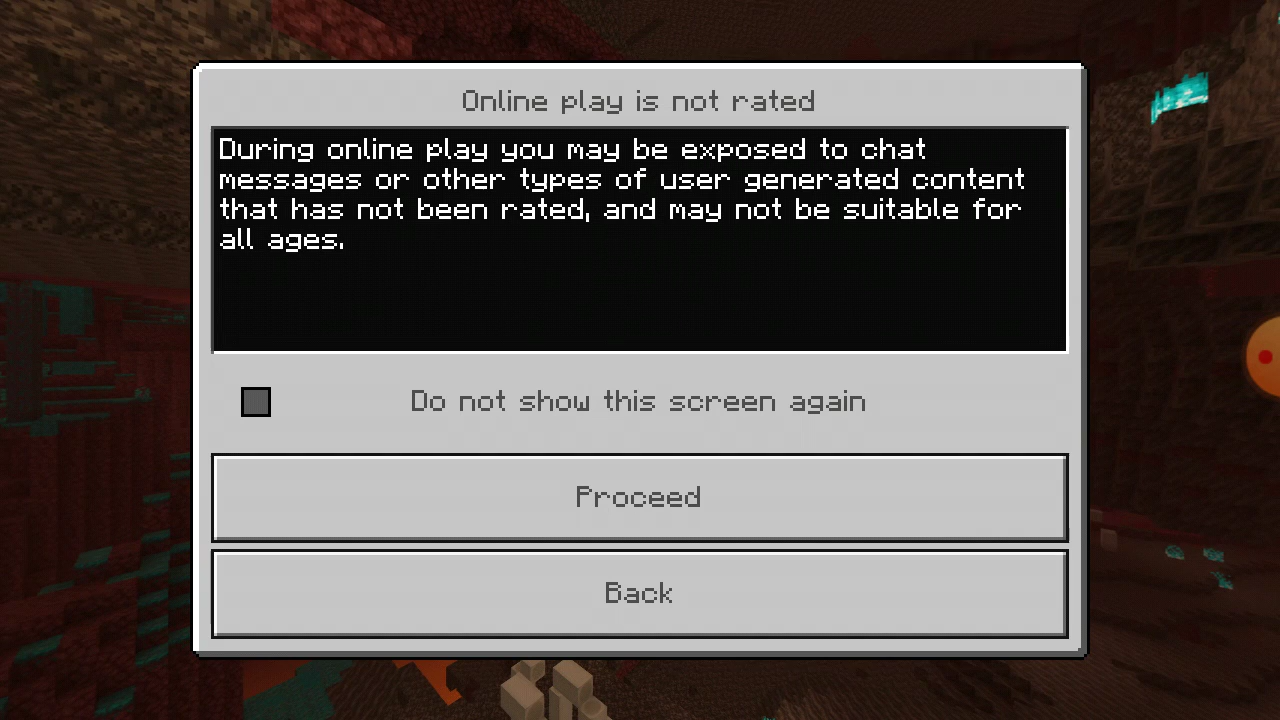 Online play is not rated
During online play you may be exposed to chat
messages or other types of user generated content
that has not been rated, and may not be suitable for
all ages.
Do not show this screen again
Proceed
Back